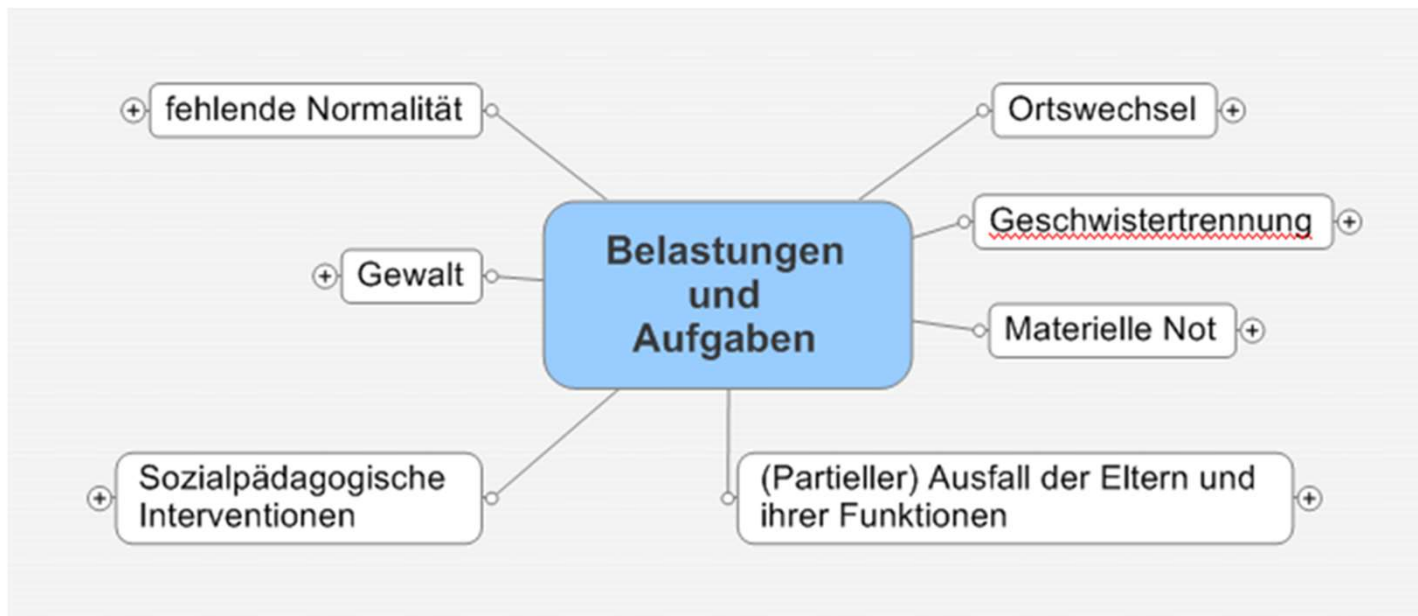 fehlende Normalität
Ortswechsel
Geschwistertrennung
Gewalt
Belastungen
und
Aufgaben
Materielle Not
Sozialpädagogische
Interventionen
(Partieller) Ausfall der Eltern und
ihrer Funktionen